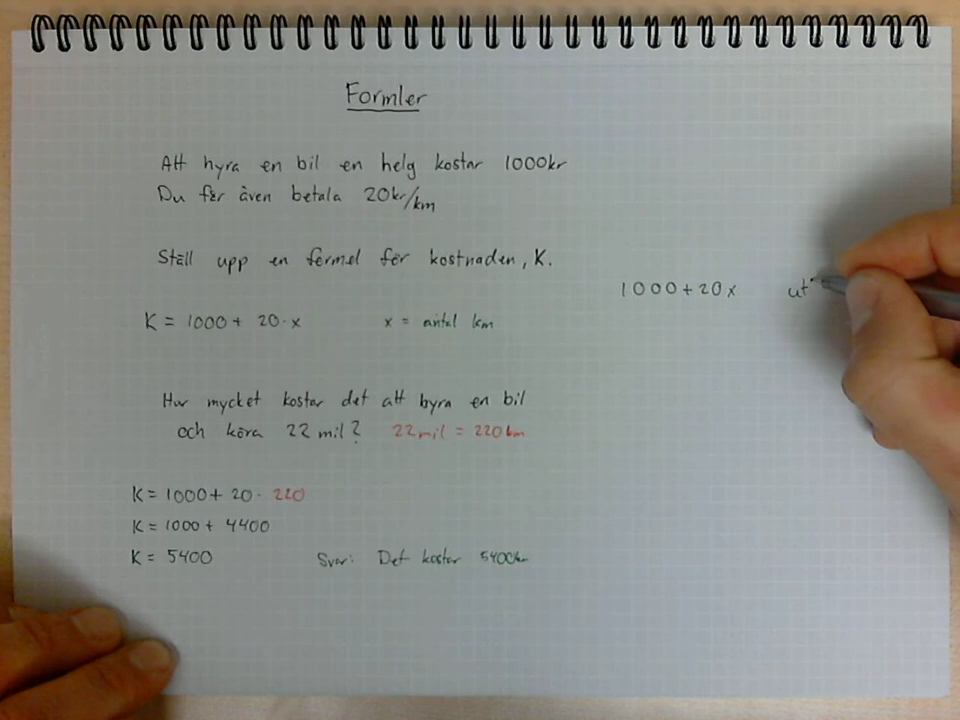 Formler
Att hyra en bil en helg kostar 1000kr
Du får även betala 20kr/km
Ställ upp en formel för kostnaden, K.
1000+20x ut
K = 1000 + 20·x x = antal km
Hur mycket kostar det att hyra en bil
och köra 22 mil? 22 mil = 220 km
K = 1000 + 20 · 220
K = 1000 + 4400
K = 5400 Svar: Det kostar 5400kr